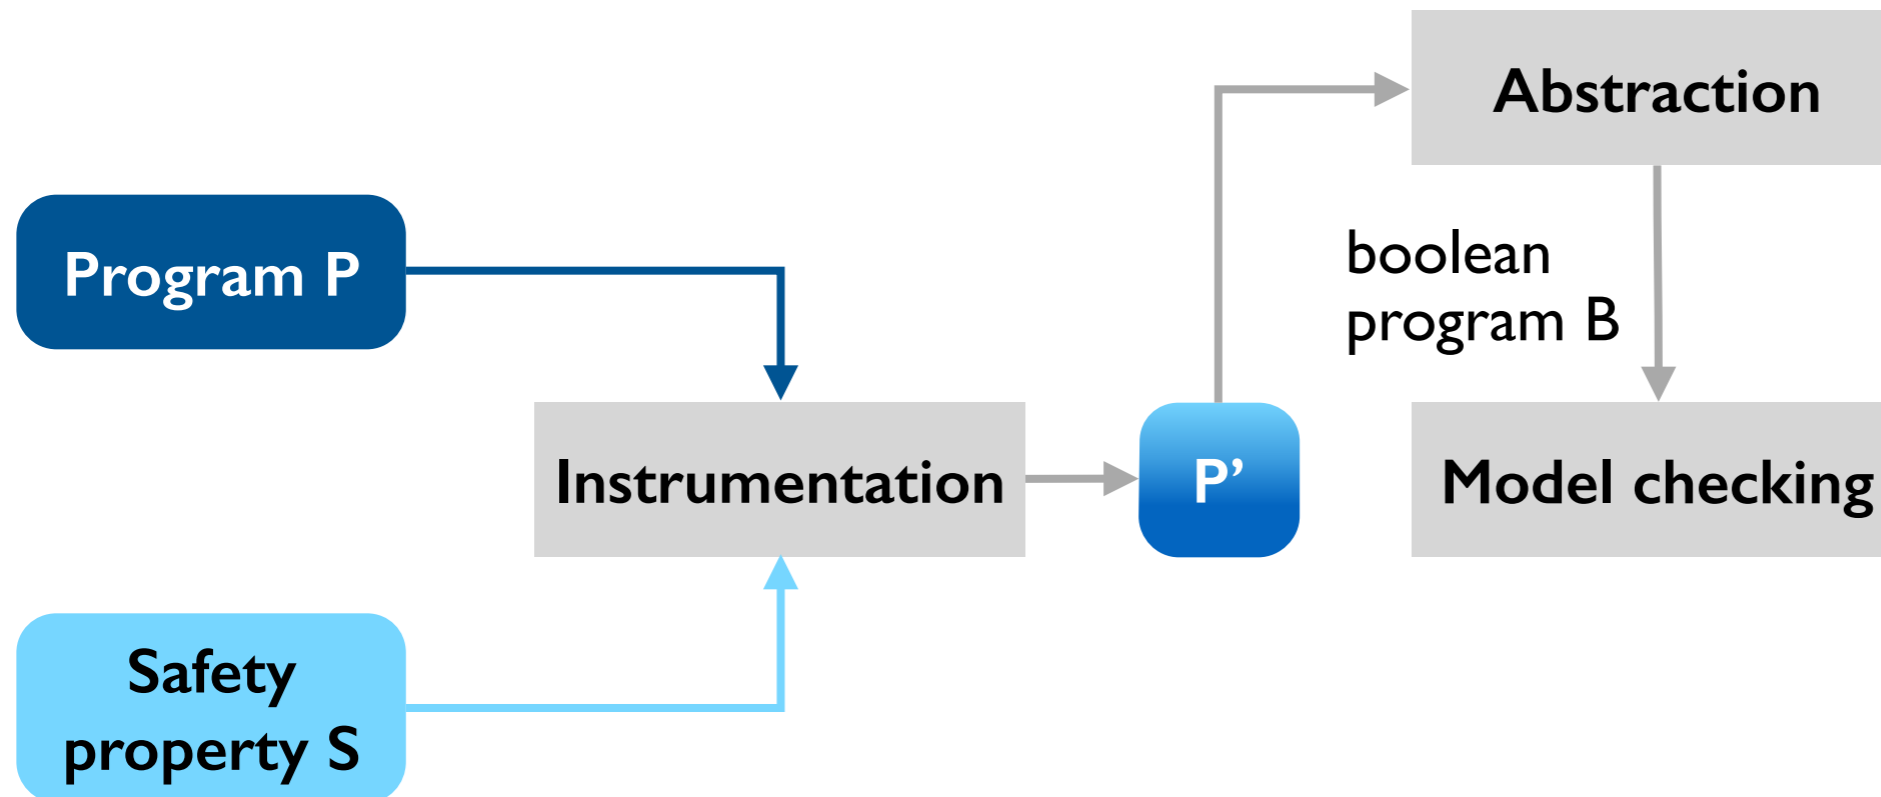 Abstraction
Program P
boolean
program B
Instrumentation
P’
Model checking
Safety
property S